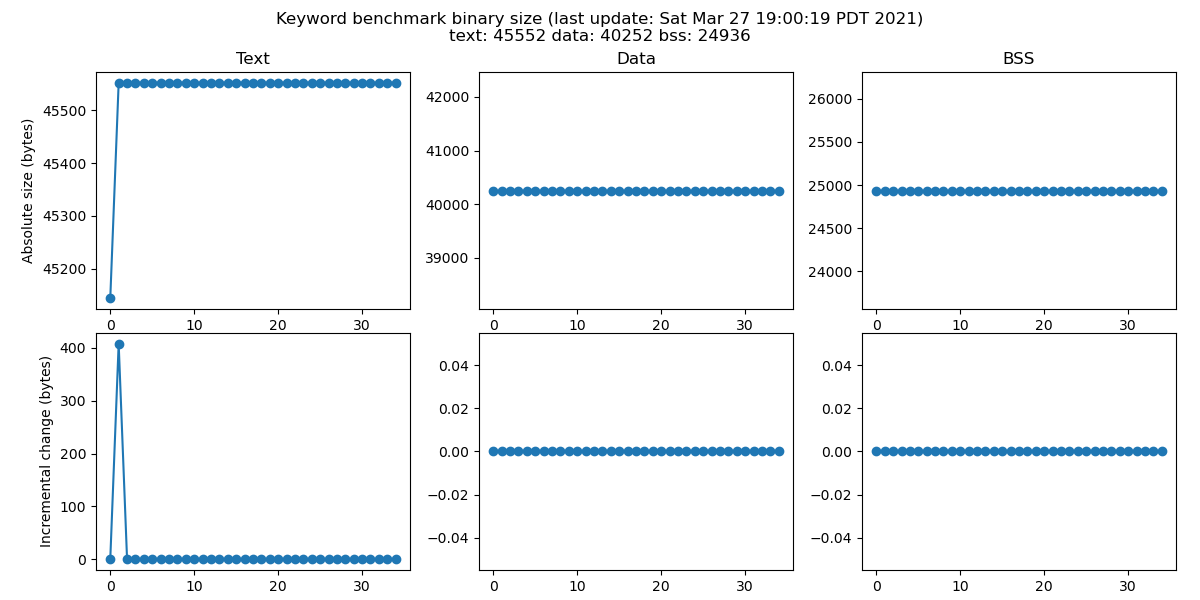 Keyword benchmark binary size (last update: Sat Mar 27 19:00:19 PDT 2021)
text: 45552 data: 40252 bss: 24936
Text
Absolute size (bytes)
45500
45400
45300
45200
0 10 20 30
Data
42000
41000
40000
39000
0 10 20 30
BSS
26000
25500
25000
24500
24000
0 10 20 30
Incremental change (bytes)
400
300
200
100
0
0 10 20 30
0.04
0.02
0.00
−0.02
−0.04
0 10 20 30
0.04
0.02
0.00
−0.02
−0.04
0 10 20 30